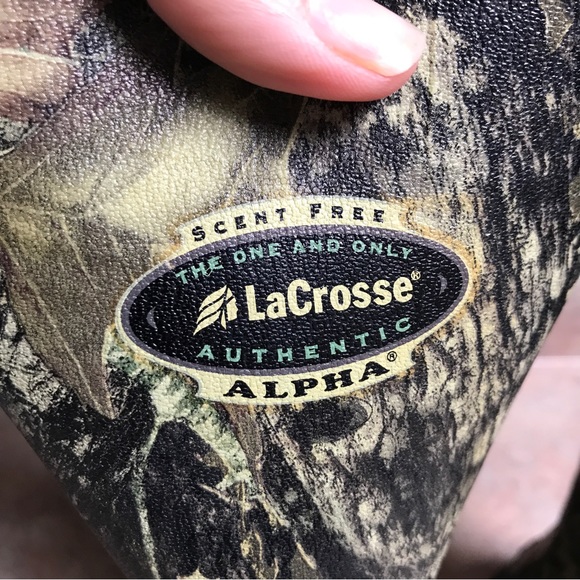 SCENT FREE
THE ONE AND ONLY
LaCrosse®
AUTHENTIC
ALPHA®